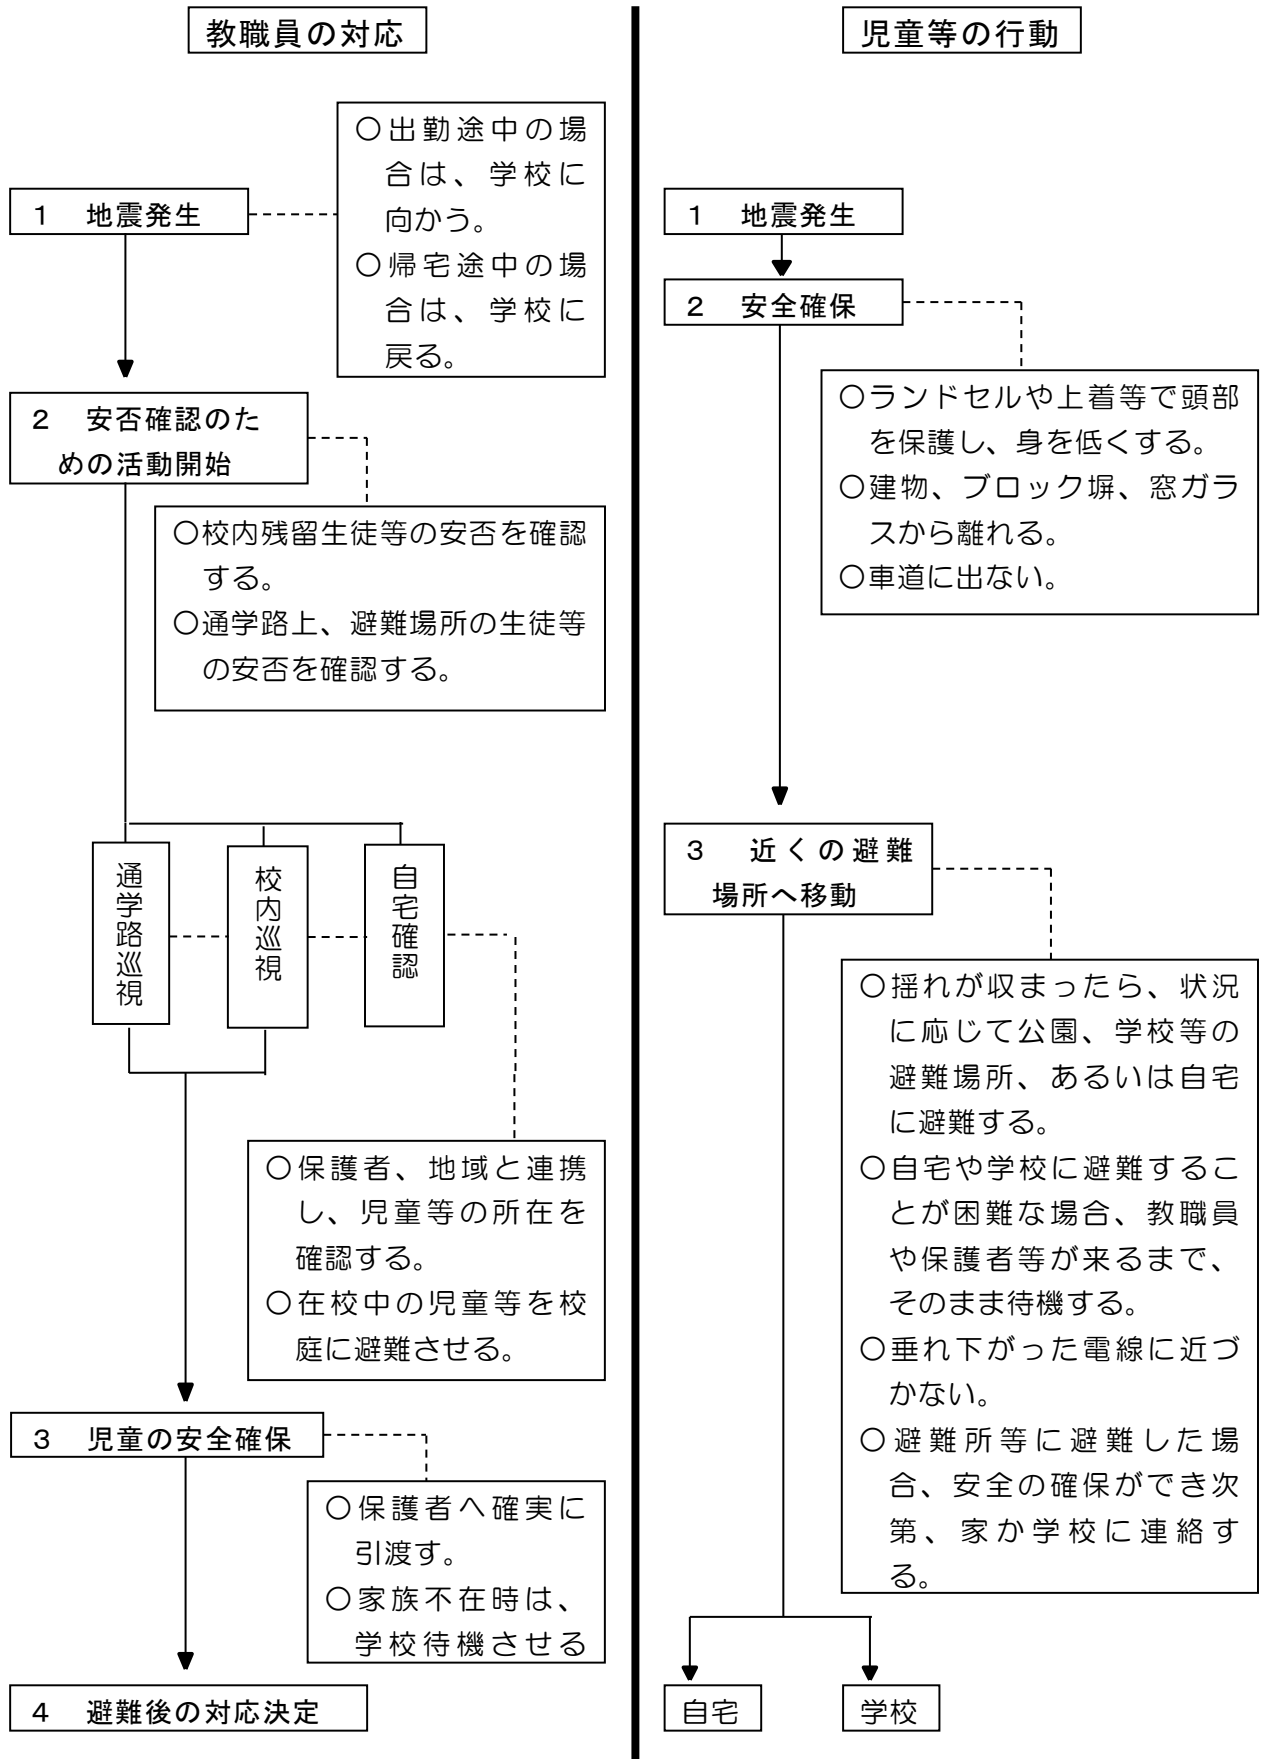 教職員の対応
○出勤途中の場
合は、学校に
向かう。
○帰宅途中の場
合は、学校に
戻る。
1 地震発生
2 安否確認のた
めの活動開始
○校内残留生徒等の安否を確認
する。
○通学路上、避難場所の生徒等
の安否を確認する。
通学路巡視
校内巡視
自宅確認
○保護者、地域と連携
し、児童等の所在を
確認する。
○在校中の児童等を校
庭に避難させる。
3 児童の安全確保
○保護者へ確実に
引渡す。
○家族不在時は、
学校待機させる
4 避難後の対応決定
児童等の行動
1 地震発生
2 安全確保
○ランドセルや上着等で頭部
を保護し、身を低くする。
○建物、ブロック塀、窓ガラ
スから離れる。
○車道に出ない。
3 近くの避難
場所へ移動
○揺れが収まったら、状況
に応じて公園、学校等の
避難場所、あるいは自宅
に避難する。
○自宅や学校に避難するこ
とが困難な場合、教職員
や保護者等が来るまで、
そのまま待機する。
○垂れ下がった電線に近づ
かない。
○避難所等に避難した場
合、安全の確保ができ次
第、家か学校に連絡す
る。
自宅
学校